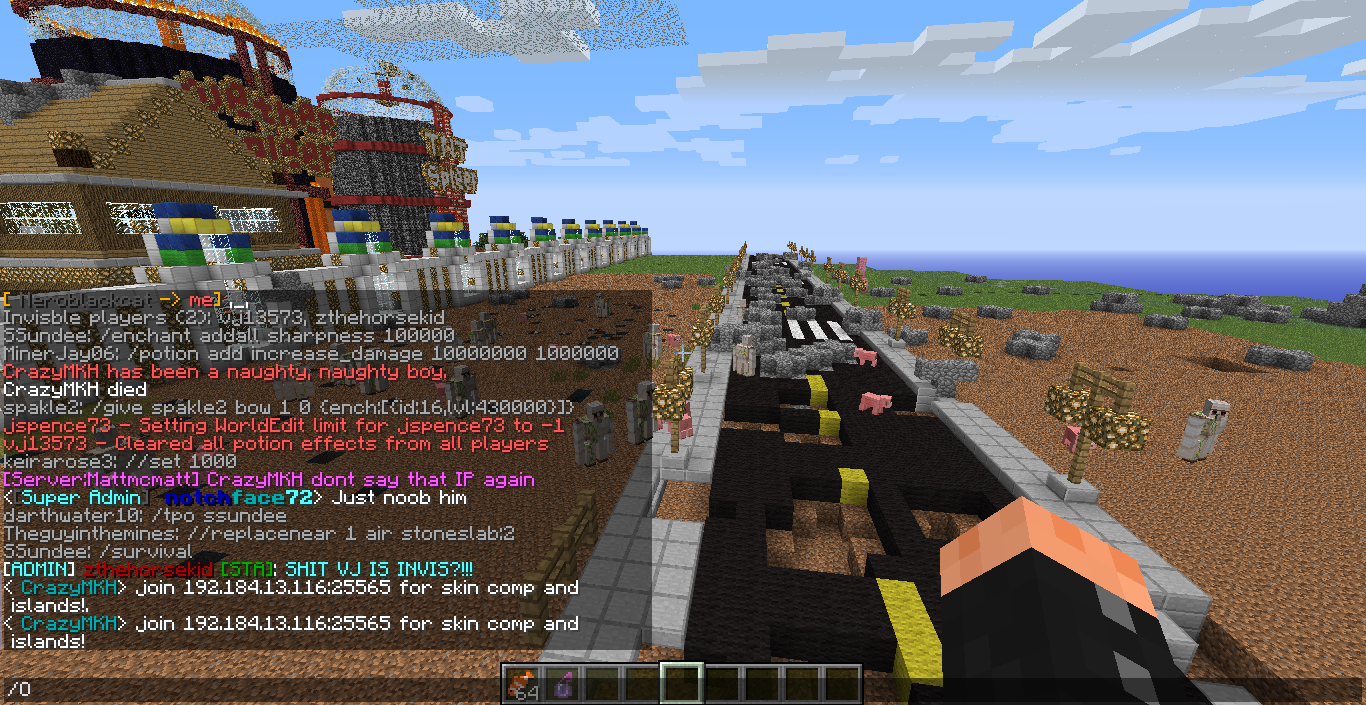 [ Heroblackcat -> me]
Invisble players (2): vj13573, zthehorsekid
SSundee: /enchant addall sharpness 100000
MinerJay06: /potion add increase_damage 10000000 1000000
CrazyMKH has been a naughty, naughty boy.
CrazyMKH died
spakle2: /give spakle2 bow 1 0 {ench:[{id:16,lvl:430000}]}
jspence73 - Setting WorldEdit limit for jspence73 to -1
vj13573 - Cleared all potion effects from all players
keirarose3: //set 1000
[Server:Mattmcmatt] CrazyMKH dont say that IP again
<[Super Admin] notchface72> Just noob him
darthwater10: /tpo ssundee
Theguyinthemines: //replacenear 1 air stoneslab:2
SSundee: /survival
[ADMIN] zthehorsekid [STA]: SHIT VJ IS INVIS?!!!
< CrazyMKH> join 192.184.13.116:25565 for skin comp and
islands!.
< CrazyMKH> join 192.184.13.116:25565 for skin comp and
islands!
/0
64